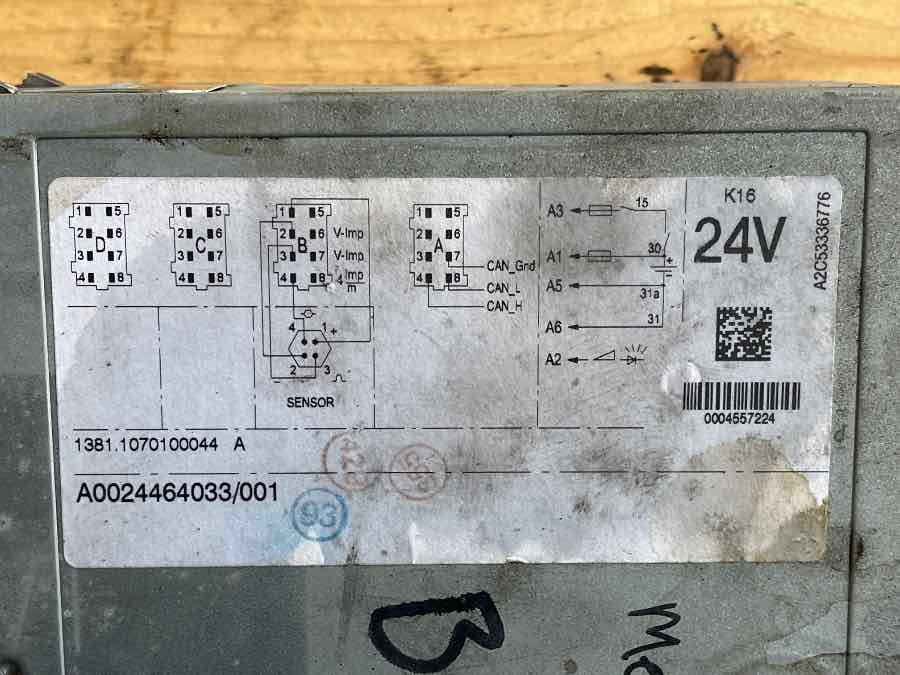 K16
24V
A2C53336776
0004557224
1 5
2 6
3 7
4 8
D
1 5
2 6
3 7
4 8
C
1 5
2 6
3 7
4 8
B
V-Imp
V-Imp
Imp
4
m
4 1 +
- 2 3
SENSOR
1 5
2 6
3 7
4 8
A
CAN_Gnd
CAN_L
CAN_H
A3 15
A1 30
+
-
A5 31a
A6 31
A2
1381.1070100044 A
A0024464033/001
93
B